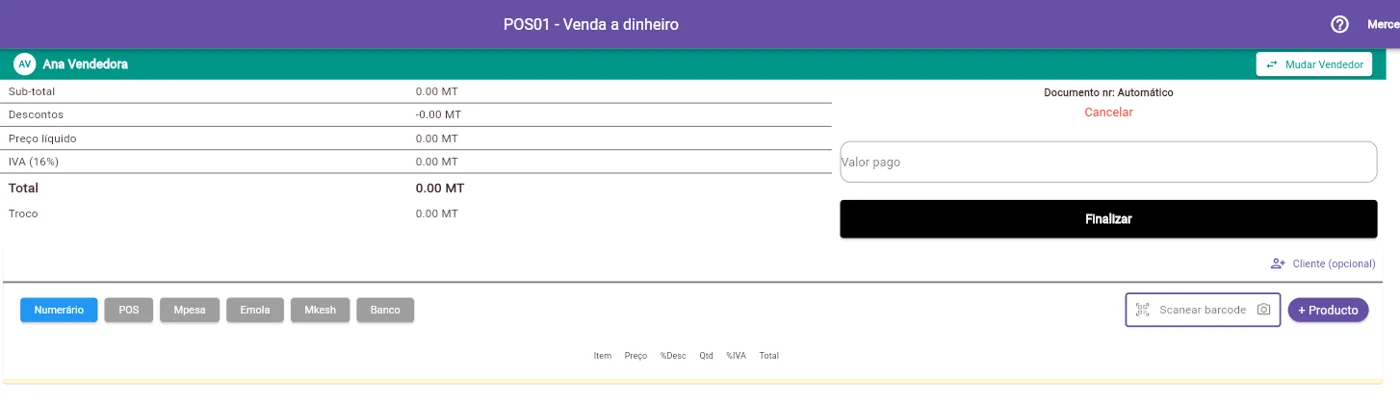 POS01 - Venda a dinheiro
Merce
AV Ana Vendedora
Mudar Vendedor
Sub-total 0.00 MT
Descontos -0.00 MT
Preço líquido 0.00 MT
IVA (16%) 0.00 MT
Total 0.00 MT
Troco 0.00 MT
Documento nr: Automático
Cancelar
Valor pago
Finalizar
Cliente (opcional)
Numerário POS Mpesa Emola Mkesh Banco
Scanear barcode
+ Producto
Item Preço %Desc Qtd %IVA Total